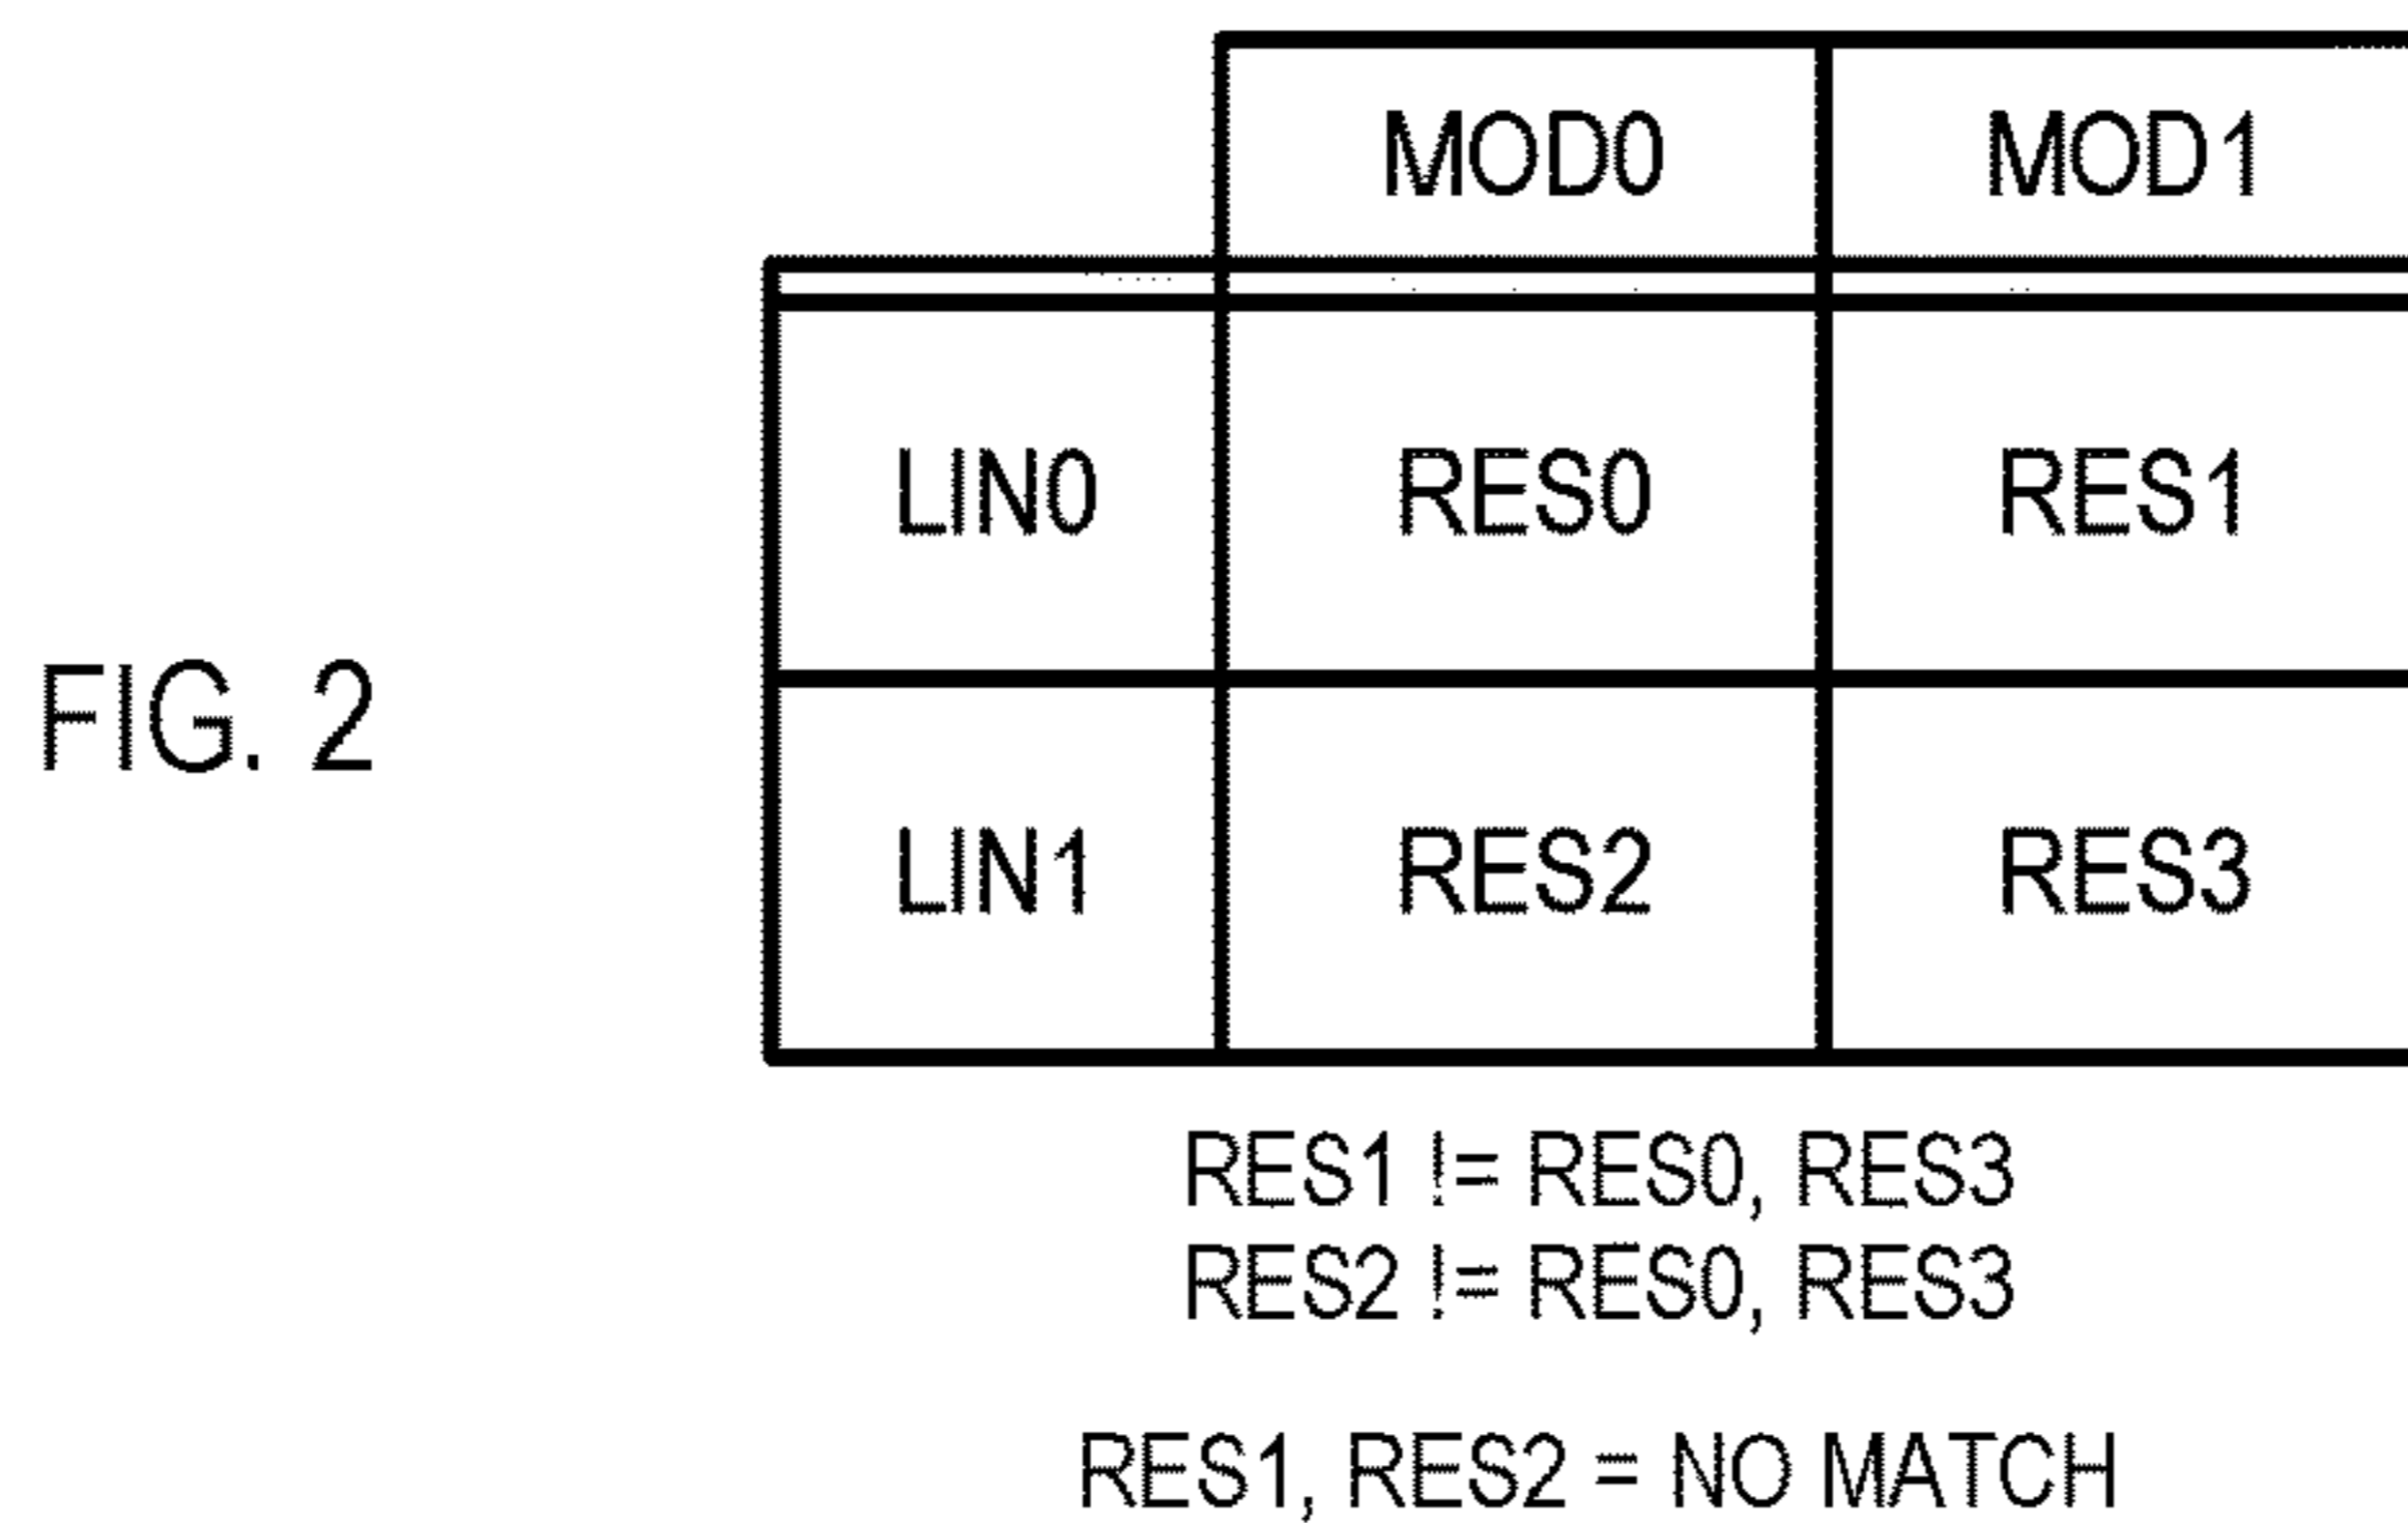 MOD0 MOD1
LIN0 RES0 RES1
FIG. 2
LIN1 RES2 RES3
RES1 != RES0, RES3
RES2 != RES0, RES3
RES1, RES2 = NO MATCH